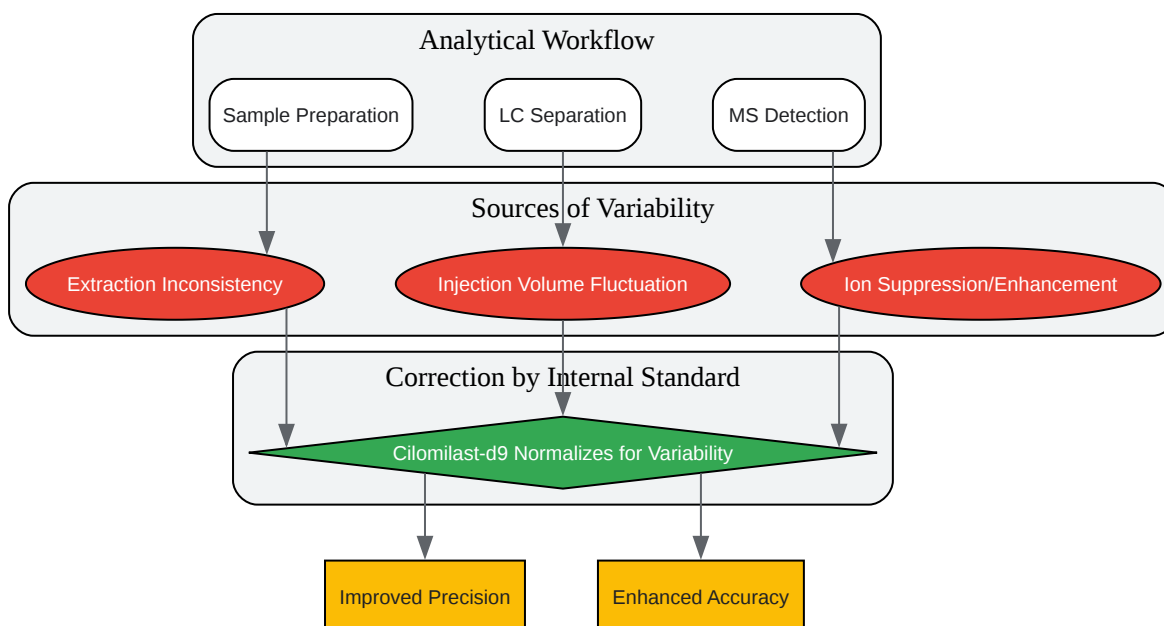 Analytical Workflow
Sample Preparation
LC Separation
MS Detection
Sources of Variability
Extraction Inconsistency
Injection Volume Fluctuation
Ion Suppression/Enhancement
Correction by Internal Standard
Cilomilast-d9 Normalizes for Variability
Improved Precision
Enhanced Accuracy